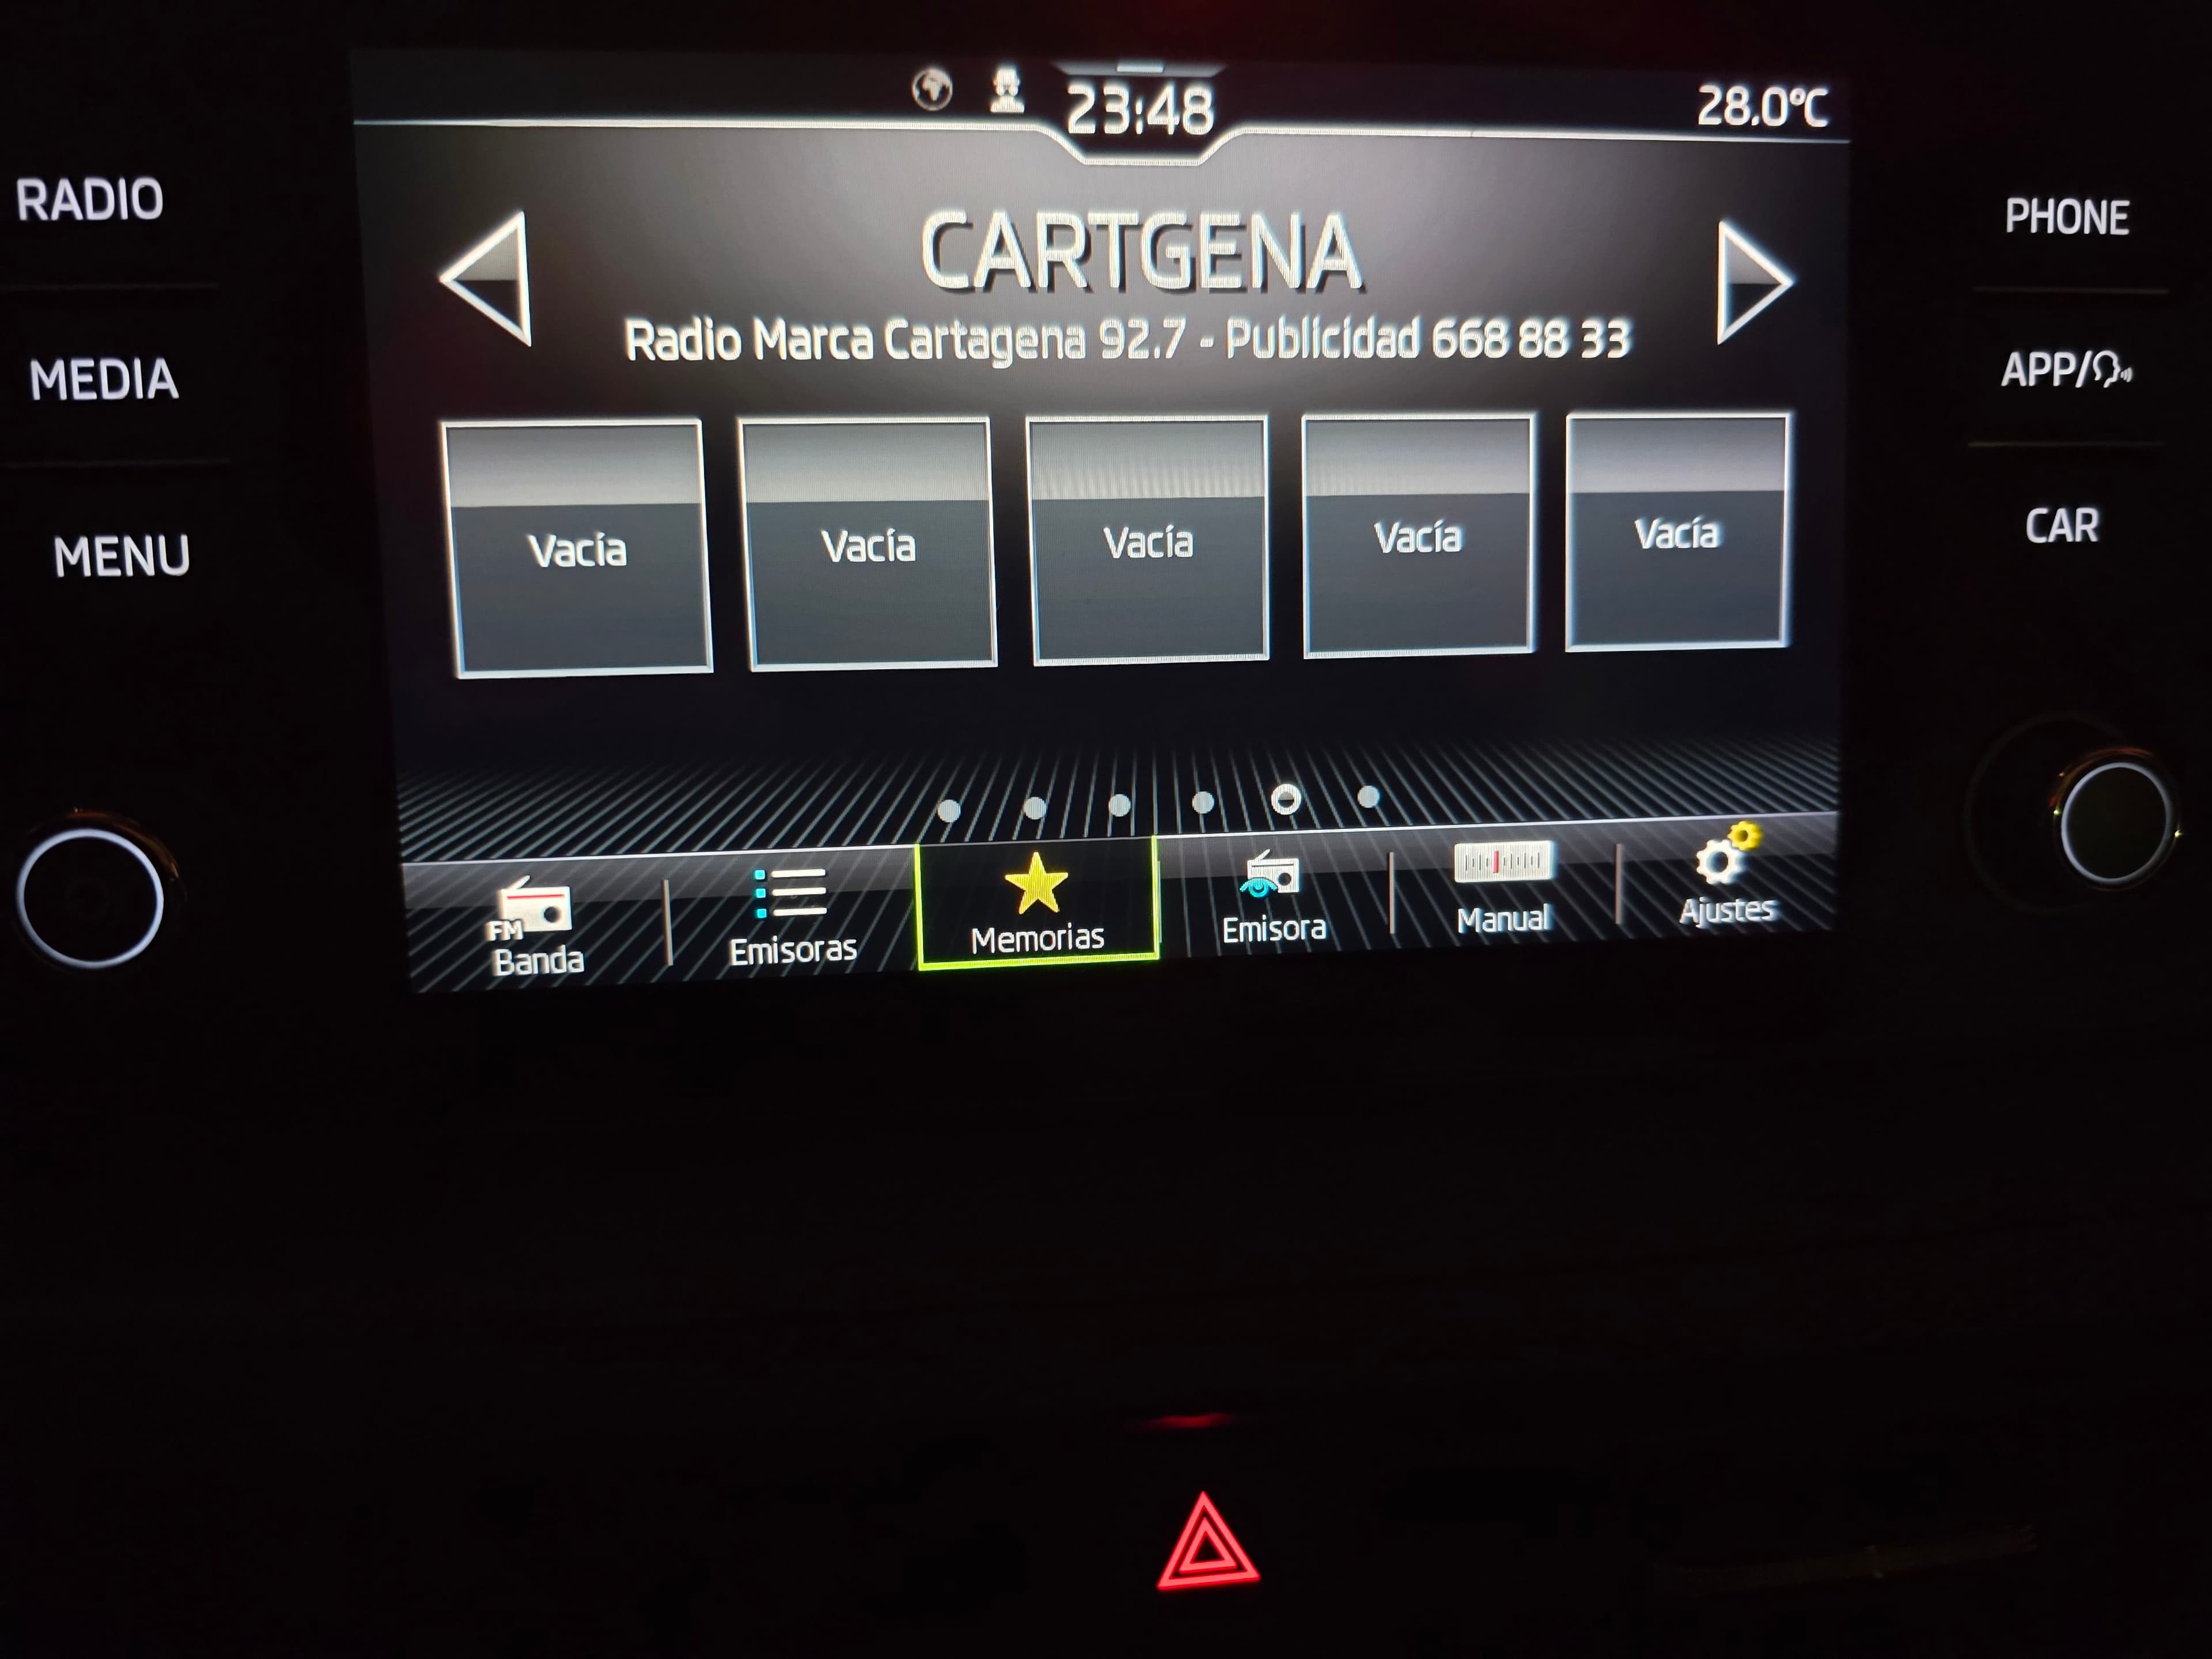 23:48
28.0°C
RADIO
MEDIA
MENU
CARTGENA
Radio Marca Cartagena 92.7 - Publicidad 668 88 33
Vacía
Vacía
Vacía
Vacía
Vacía
PHONE
APP/
CAR
FM
Banda
Emisoras
Memorias
Emisora
Manual
Ajustes